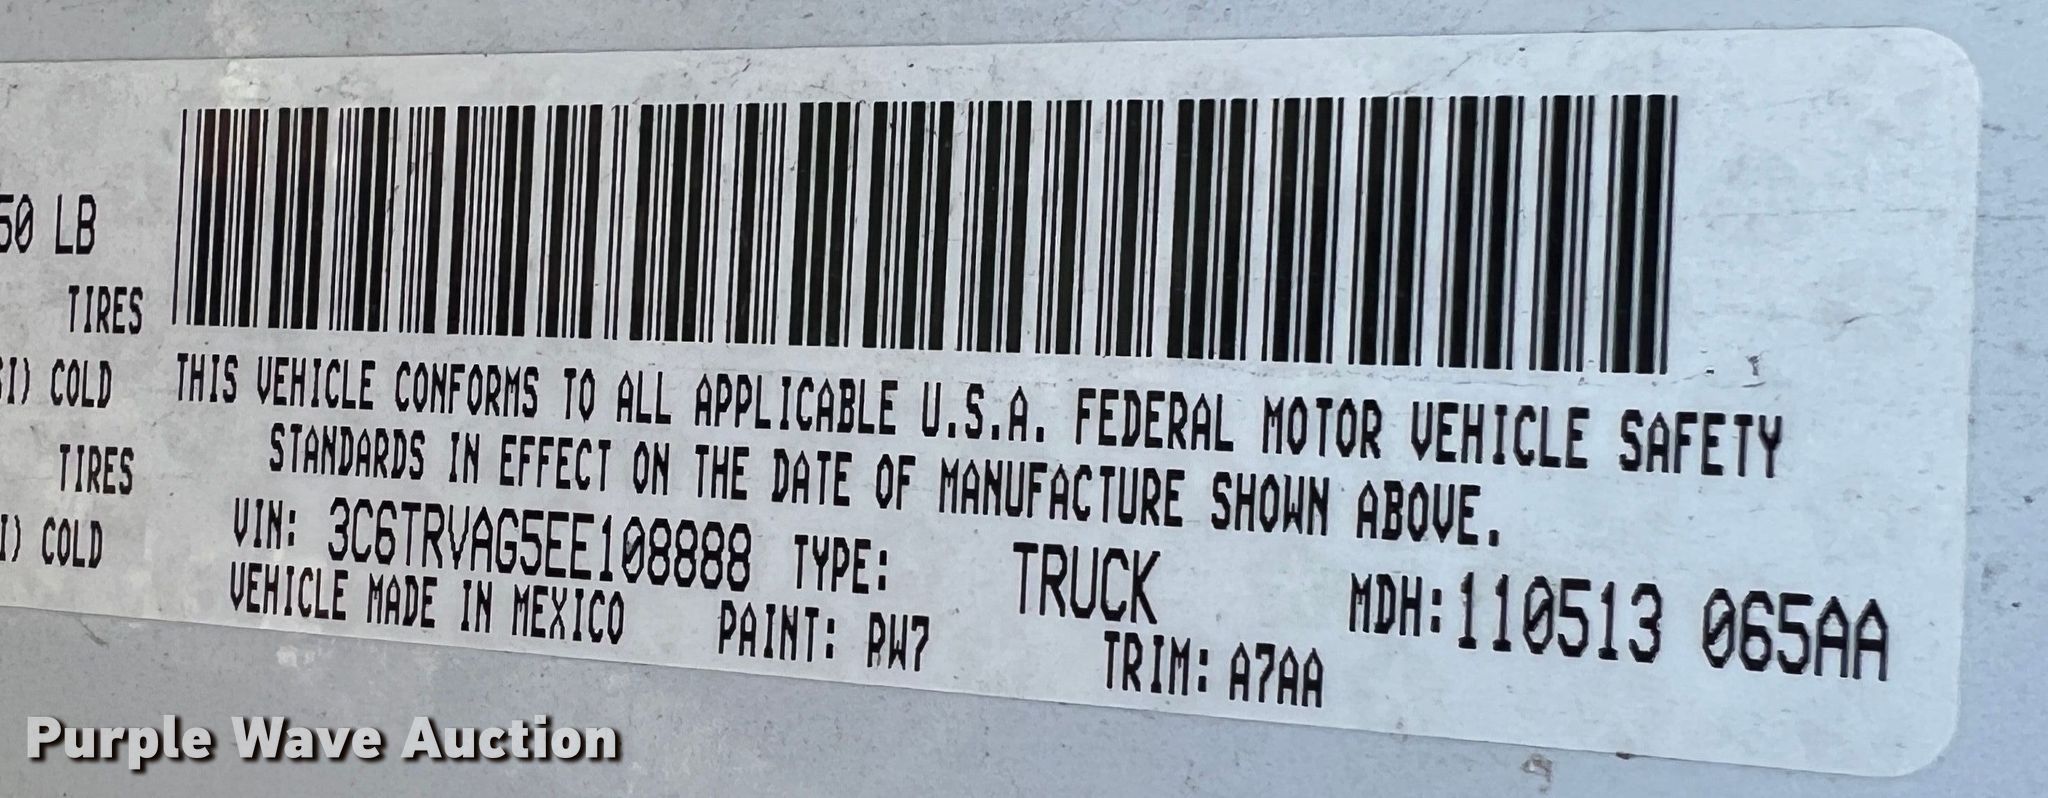 50 LB
TIRES
SI) COLD
TIRES
I) COLD
THIS VEHICLE CONFORMS TO ALL APPLICABLE U.S.A. FEDERAL MOTOR VEHICLE SAFETY
STANDARDS IN EFFECT ON THE DATE OF MANUFACTURE SHOWN ABOVE.
VIN: 3C6TRVAG5EE108888 TYPE: TRUCK MDH:110513 065AA
VEHICLE MADE IN MEXICO PAINT: PW7 TRIM: A7AA
Purple Wave Auction